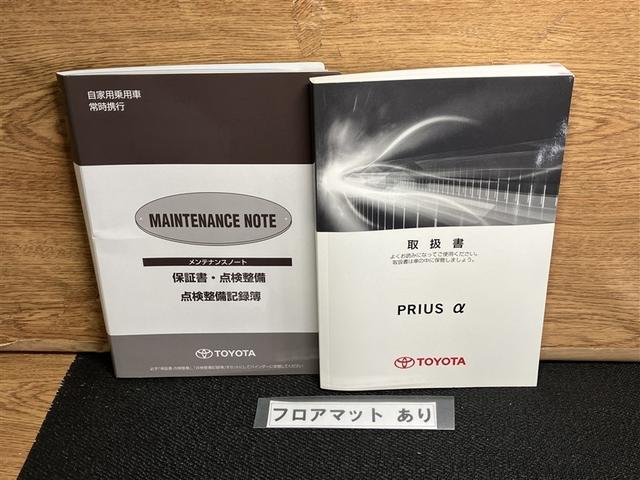 自家用乗用車
常時携行
MAINTENANCE NOTE
メンテナンスノート
保証書・点検整備
点検整備記録簿
TOYOTA
取扱書
よくお読みになってご使用ください。
取扱書は車の中に保管しましょう。
PRIUS α
TOYOTA
フロアマット あり